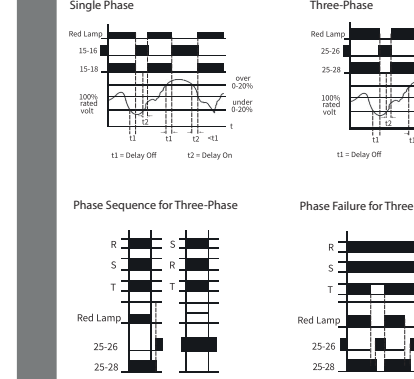 Single Phase
Red Lamp
15-16
15-18
over
0-20%
100%
rated
volt
under
0-20%
t2
t1 t1 t2 <t1
t
t1 = Delay Off t2 = Delay On
Three-Phase
Red Lamp
25-26
25-28
100%
rated
volt
t2
t1
t1 = Delay Off
Phase Sequence for Three-Phase
R S
S R
T T
Red Lamp
25-26
25-28
Phase Failure for Three
R
S
T
Red Lamp
25-26
25-28